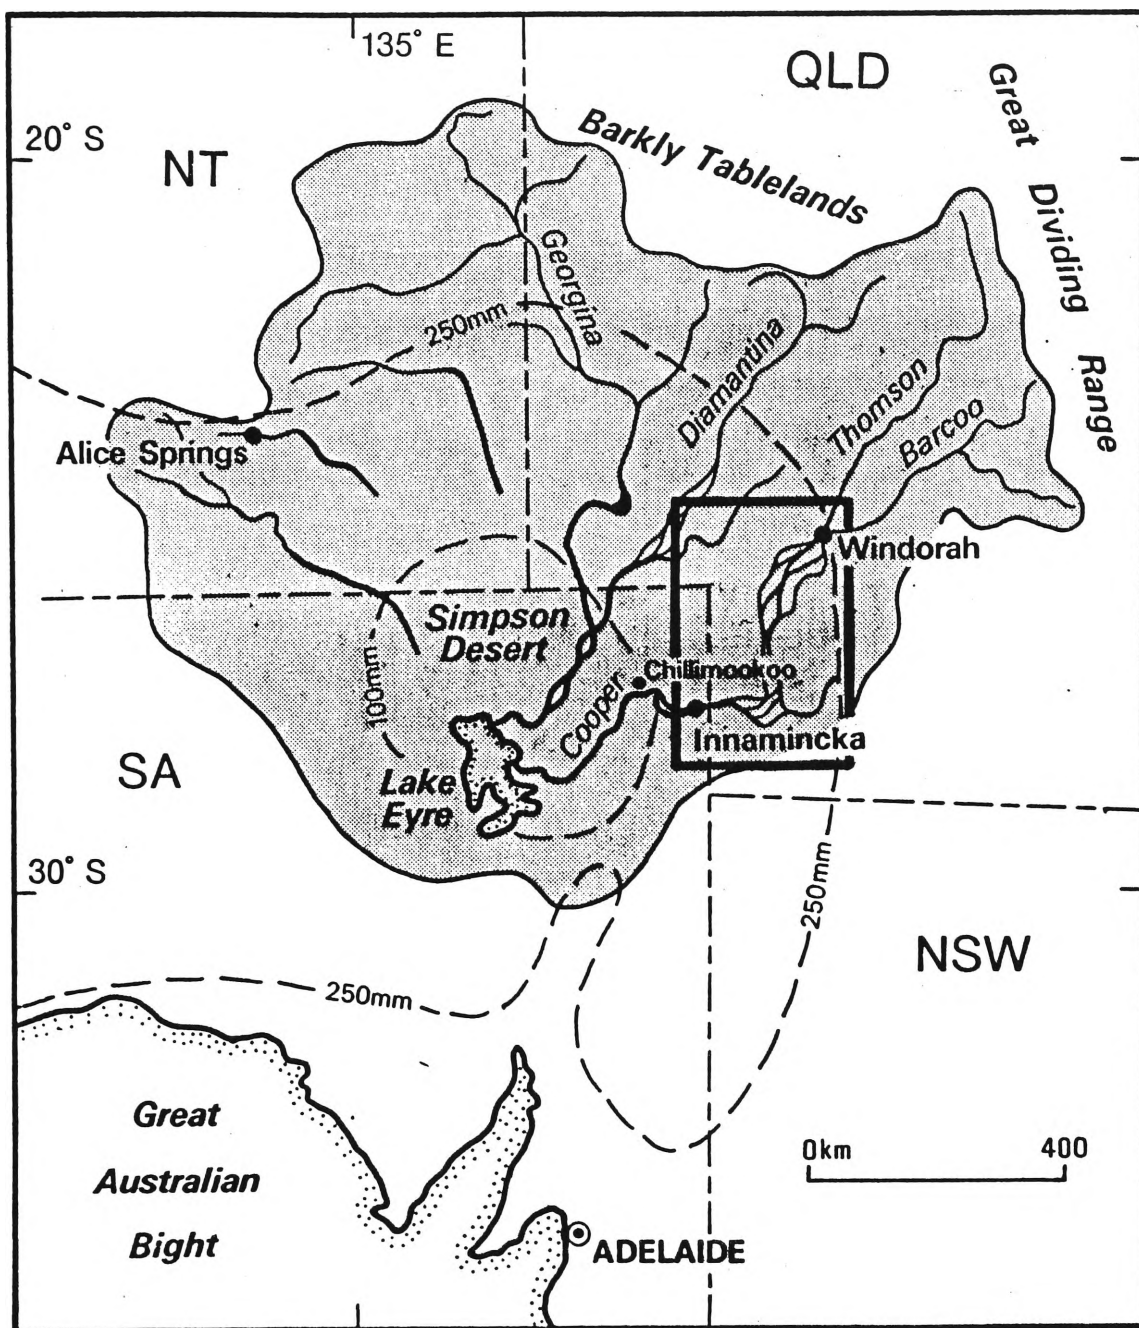 135° E
QLD
Great
Dividing
Range
20° S
NT
Barkly Tablelands
Georgina
250mm
Diamantina
Thomson
Barcoo
Alice Springs
Windorah
Simpson
Desert
Chillimookoo
100mm
Cooper
Innamincka
SA
Lake
Eyre
30° S
250mm
NSW
250mm
Great
Australian
Bight
0km 400
ADELAIDE